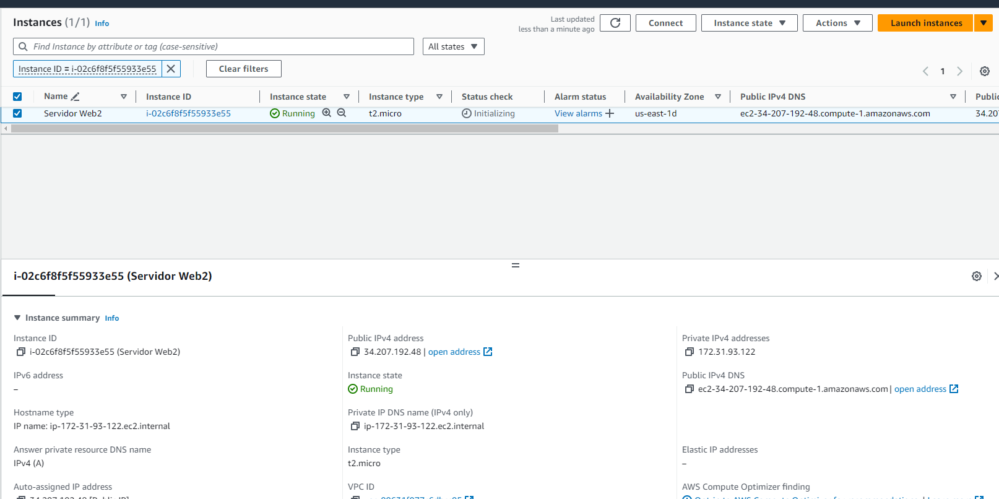 Instances (1/1) Info
Last updated
less than a minute ago
Connect
Instance state
Actions
Launch instances
Find Instance by attribute or tag (case-sensitive)
All states
Instance ID = i-02c6f8f5f55933e55
Clear filters
1
Name Instance ID Instance state Instance type Status check Alarm status Availability Zone Public IPv4 DNS Public
Servidor Web2 i-02c6f8f5f55933e55 Running t2.micro Initializing View alarms + us-east-1d ec2-34-207-192-48.compute-1.amazonaws.com 34.207
i-02c6f8f5f55933e55 (Servidor Web2)
Instance summary Info
Instance ID
i-02c6f8f5f55933e55 (Servidor Web2)
Public IPv4 address
34.207.192.48 | open address
Private IPv4 addresses
172.31.93.122
IPv6 address
–
Instance state
Running
Public IPv4 DNS
ec2-34-207-192-48.compute-1.amazonaws.com | open address
Hostname type
IP name: ip-172-31-93-122.ec2.internal
Private IP DNS name (IPv4 only)
ip-172-31-93-122.ec2.internal
Answer private resource DNS name
IPv4 (A)
Instance type
t2.micro
Elastic IP addresses
–
Auto-assigned IP address
34.207.192.48 [Public IP]
VPC ID
AWS Compute Optimizer finding